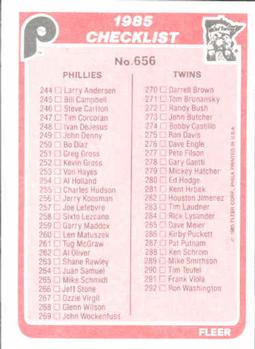 1985
CHECKLIST
No.656
PHILLIES
244 Larry Andersen
245 Bill Campbell
246 Steve Carlton
247 Tim Corcoran
248 Ivan DeJesus
249 John Denny
250 Bo Diaz
251 Greg Gross
252 Kevin Gross
253 Von Hayes
254 Al Holland
255 Charles Hudson
256 Jerry Koosman
257 Joe Lefebvre
258 Sixto Lezcano
259 Garry Maddox
260 Len Matuszek
261 Tug McGraw
262 Al Oliver
263 Shane Rawley
264 Juan Samuel
265 Mike Schmidt
266 Jeff Stone
267 Ozzie Virgil
268 Glenn Wilson
269 John Wockenfuss
TWINS
270 Darrell Brown
271 Tom Brunansky
272 Randy Bush
273 John Butcher
274 Bobby Castillo
275 Ron Davis
276 Dave Engle
277 Pete Filson
278 Gary Gaetti
279 Mickey Hatcher
280 Ed Hodge
281 Kent Hrbek
282 Houston Jimenez
283 Tim Laudner
284 Rick Lysander
285 Dave Meier
286 Kirby Puckett
287 Pat Putnam
288 Ken Schrom
289 Mike Smithson
290 Tim Teufel
291 Frank Viola
292 Ron Washington
© 1985 FLEER CORP., PHILA. PRINTED IN U.S.A.
FLEER